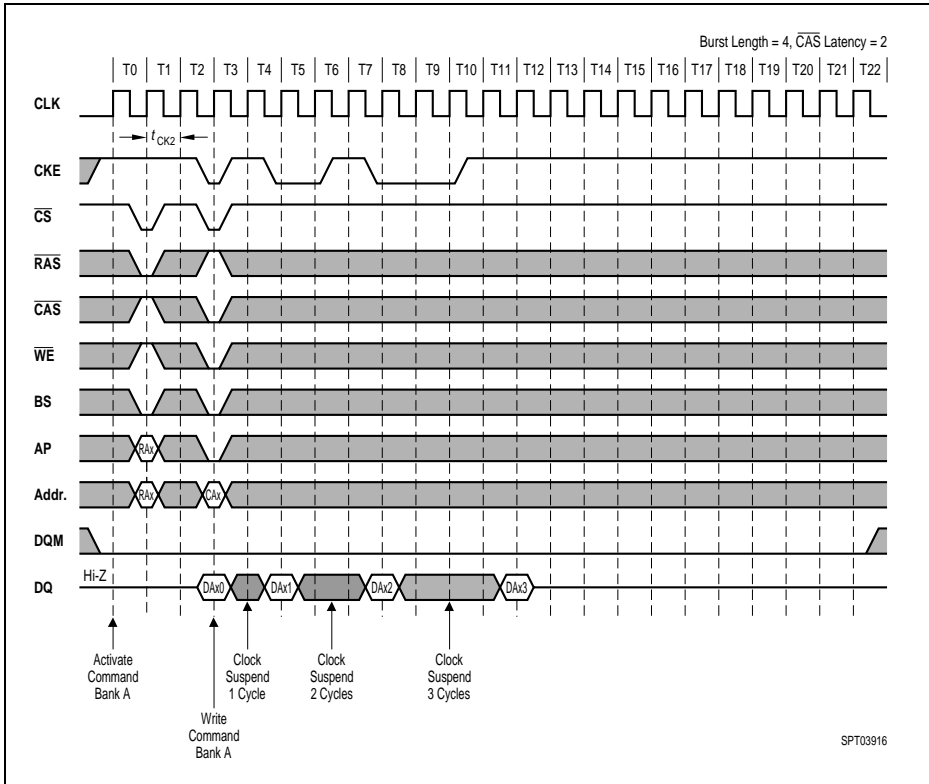 Burst Length = 4, CAS Latency = 2
T0 T1 T2 T3 T4 T5 T6 T7 T8 T9 T10 T11 T12 T13 T14 T15 T16 T17 T18 T19 T20 T21 T22
CLK
t CK2
CKE
CS
RAS
CAS
WE
BS
AP RAx
Addr. RAx CAx
DQM
Hi-Z
DQ DAx0 DAx1 DAx2 DAx3
Activate
Command
Bank A
Write
Command
Bank A
Clock
Suspend
1 Cycle
Clock
Suspend
2 Cycles
Clock
Suspend
3 Cycles
SPT03916